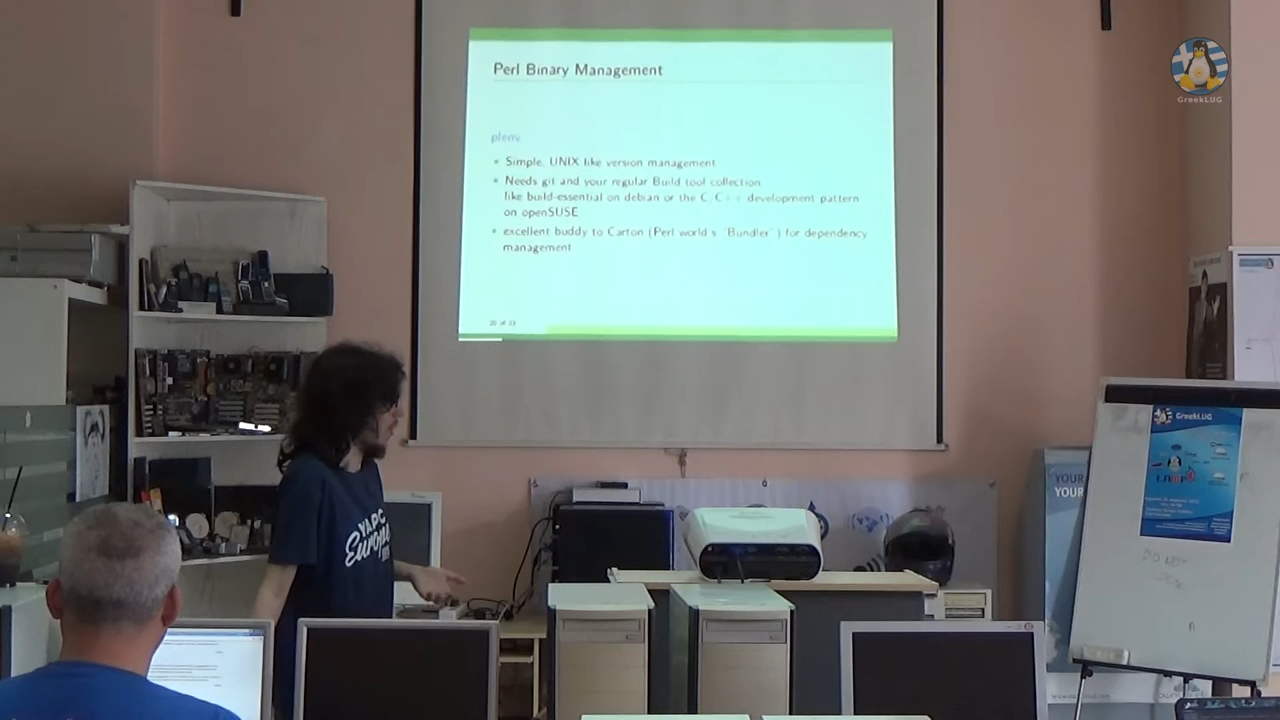 Perl Binary Management
plenv
• Simple, UNIX like version management
• Needs git and your regular Build tool collection
like build-essential on debian or the C C++ development pattern
on openSUSE
• excellent buddy to Carton (Perl world's "Bundler") for dependency
management
GreekLUG
YAPC
Europe
GreekLUG
YOUR
YOUR
DO NOT